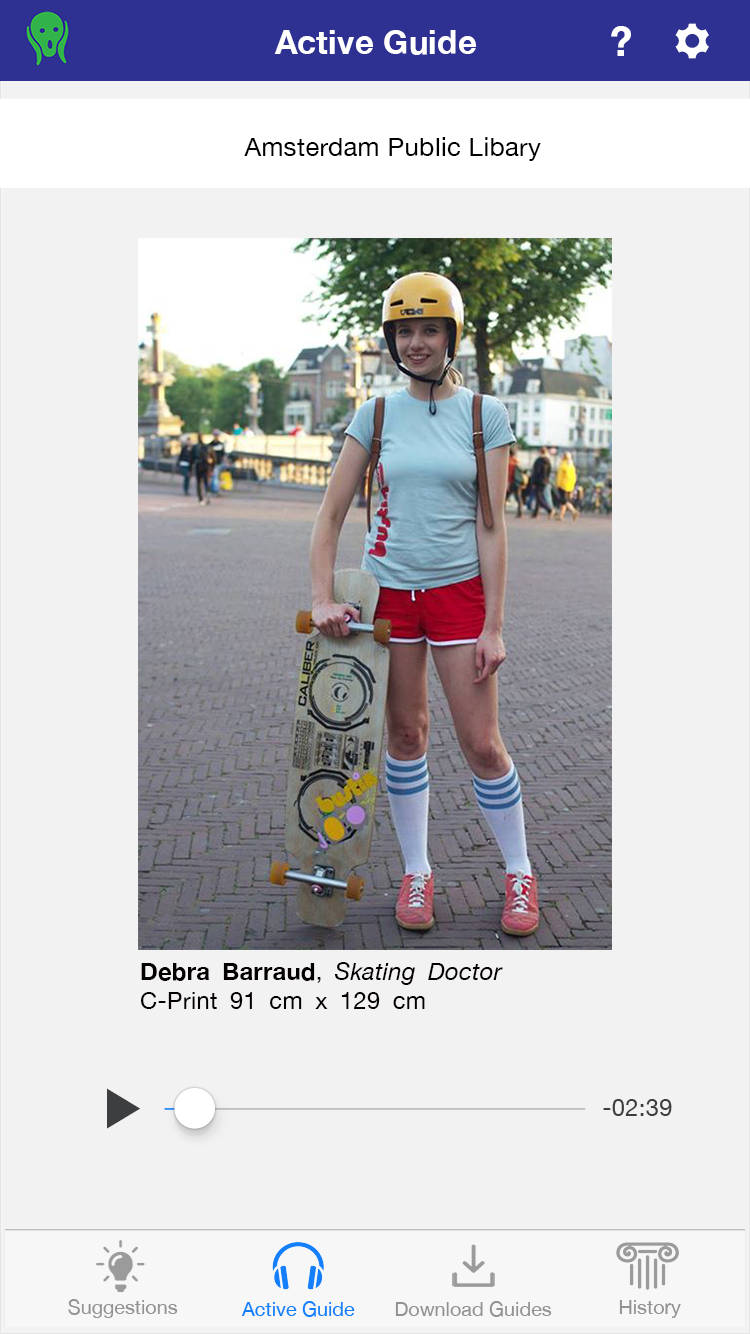 Active Guide
?
Amsterdam Public Libary
CALIBER
bustin
Debra Barraud, Skating Doctor
C-Print 91 cm x 129 cm
-02:39
Suggestions
Active Guide
Download Guides
History